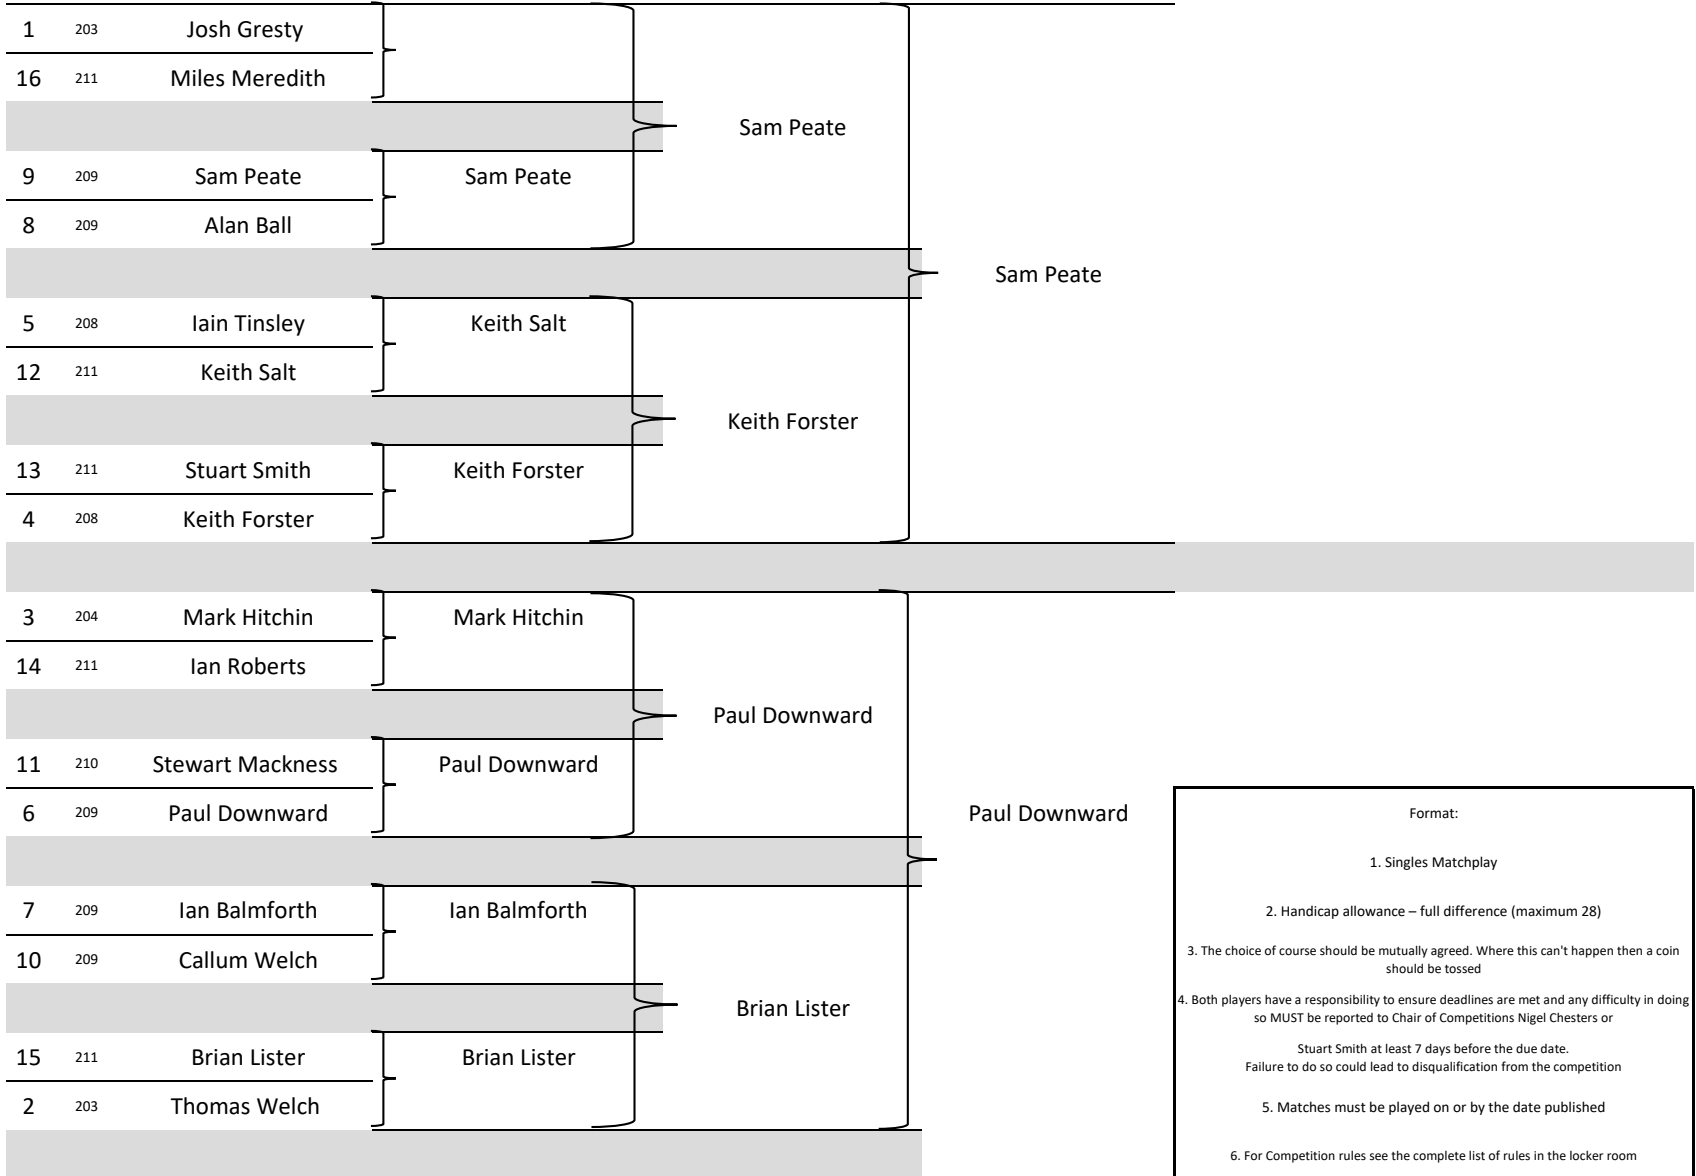 1 203 Josh Gresty
16 211 Miles Meredith
Sam Peate
9 209 Sam Peate Sam Peate
8 209 Alan Ball
Sam Peate
5 208 Iain Tinsley Keith Salt
12 211 Keith Salt
Keith Forster
13 211 Stuart Smith Keith Forster
4 208 Keith Forster
3 204 Mark Hitchin Mark Hitchin
14 211 Ian Roberts
Paul Downward
11 210 Stewart Mackness Paul Downward
6 209 Paul Downward Paul Downward
7 209 Ian Balmforth Ian Balmforth
10 209 Callum Welch
Brian Lister
15 211 Brian Lister Brian Lister
2 203 Thomas Welch
Format:
1. Singles Matchplay
2. Handicap allowance – full difference (maximum 28)
3. The choice of course should be mutually agreed. Where this can't happen then a coin
should be tossed
4. Both players have a responsibility to ensure deadlines are met and any difficulty in doing
so MUST be reported to Chair of Competitions Nigel Chesters or
Stuart Smith at least 7 days before the due date.
Failure to do so could lead to disqualification from the competition
5. Matches must be played on or by the date published
6. For Competition rules see the complete list of rules in the locker room